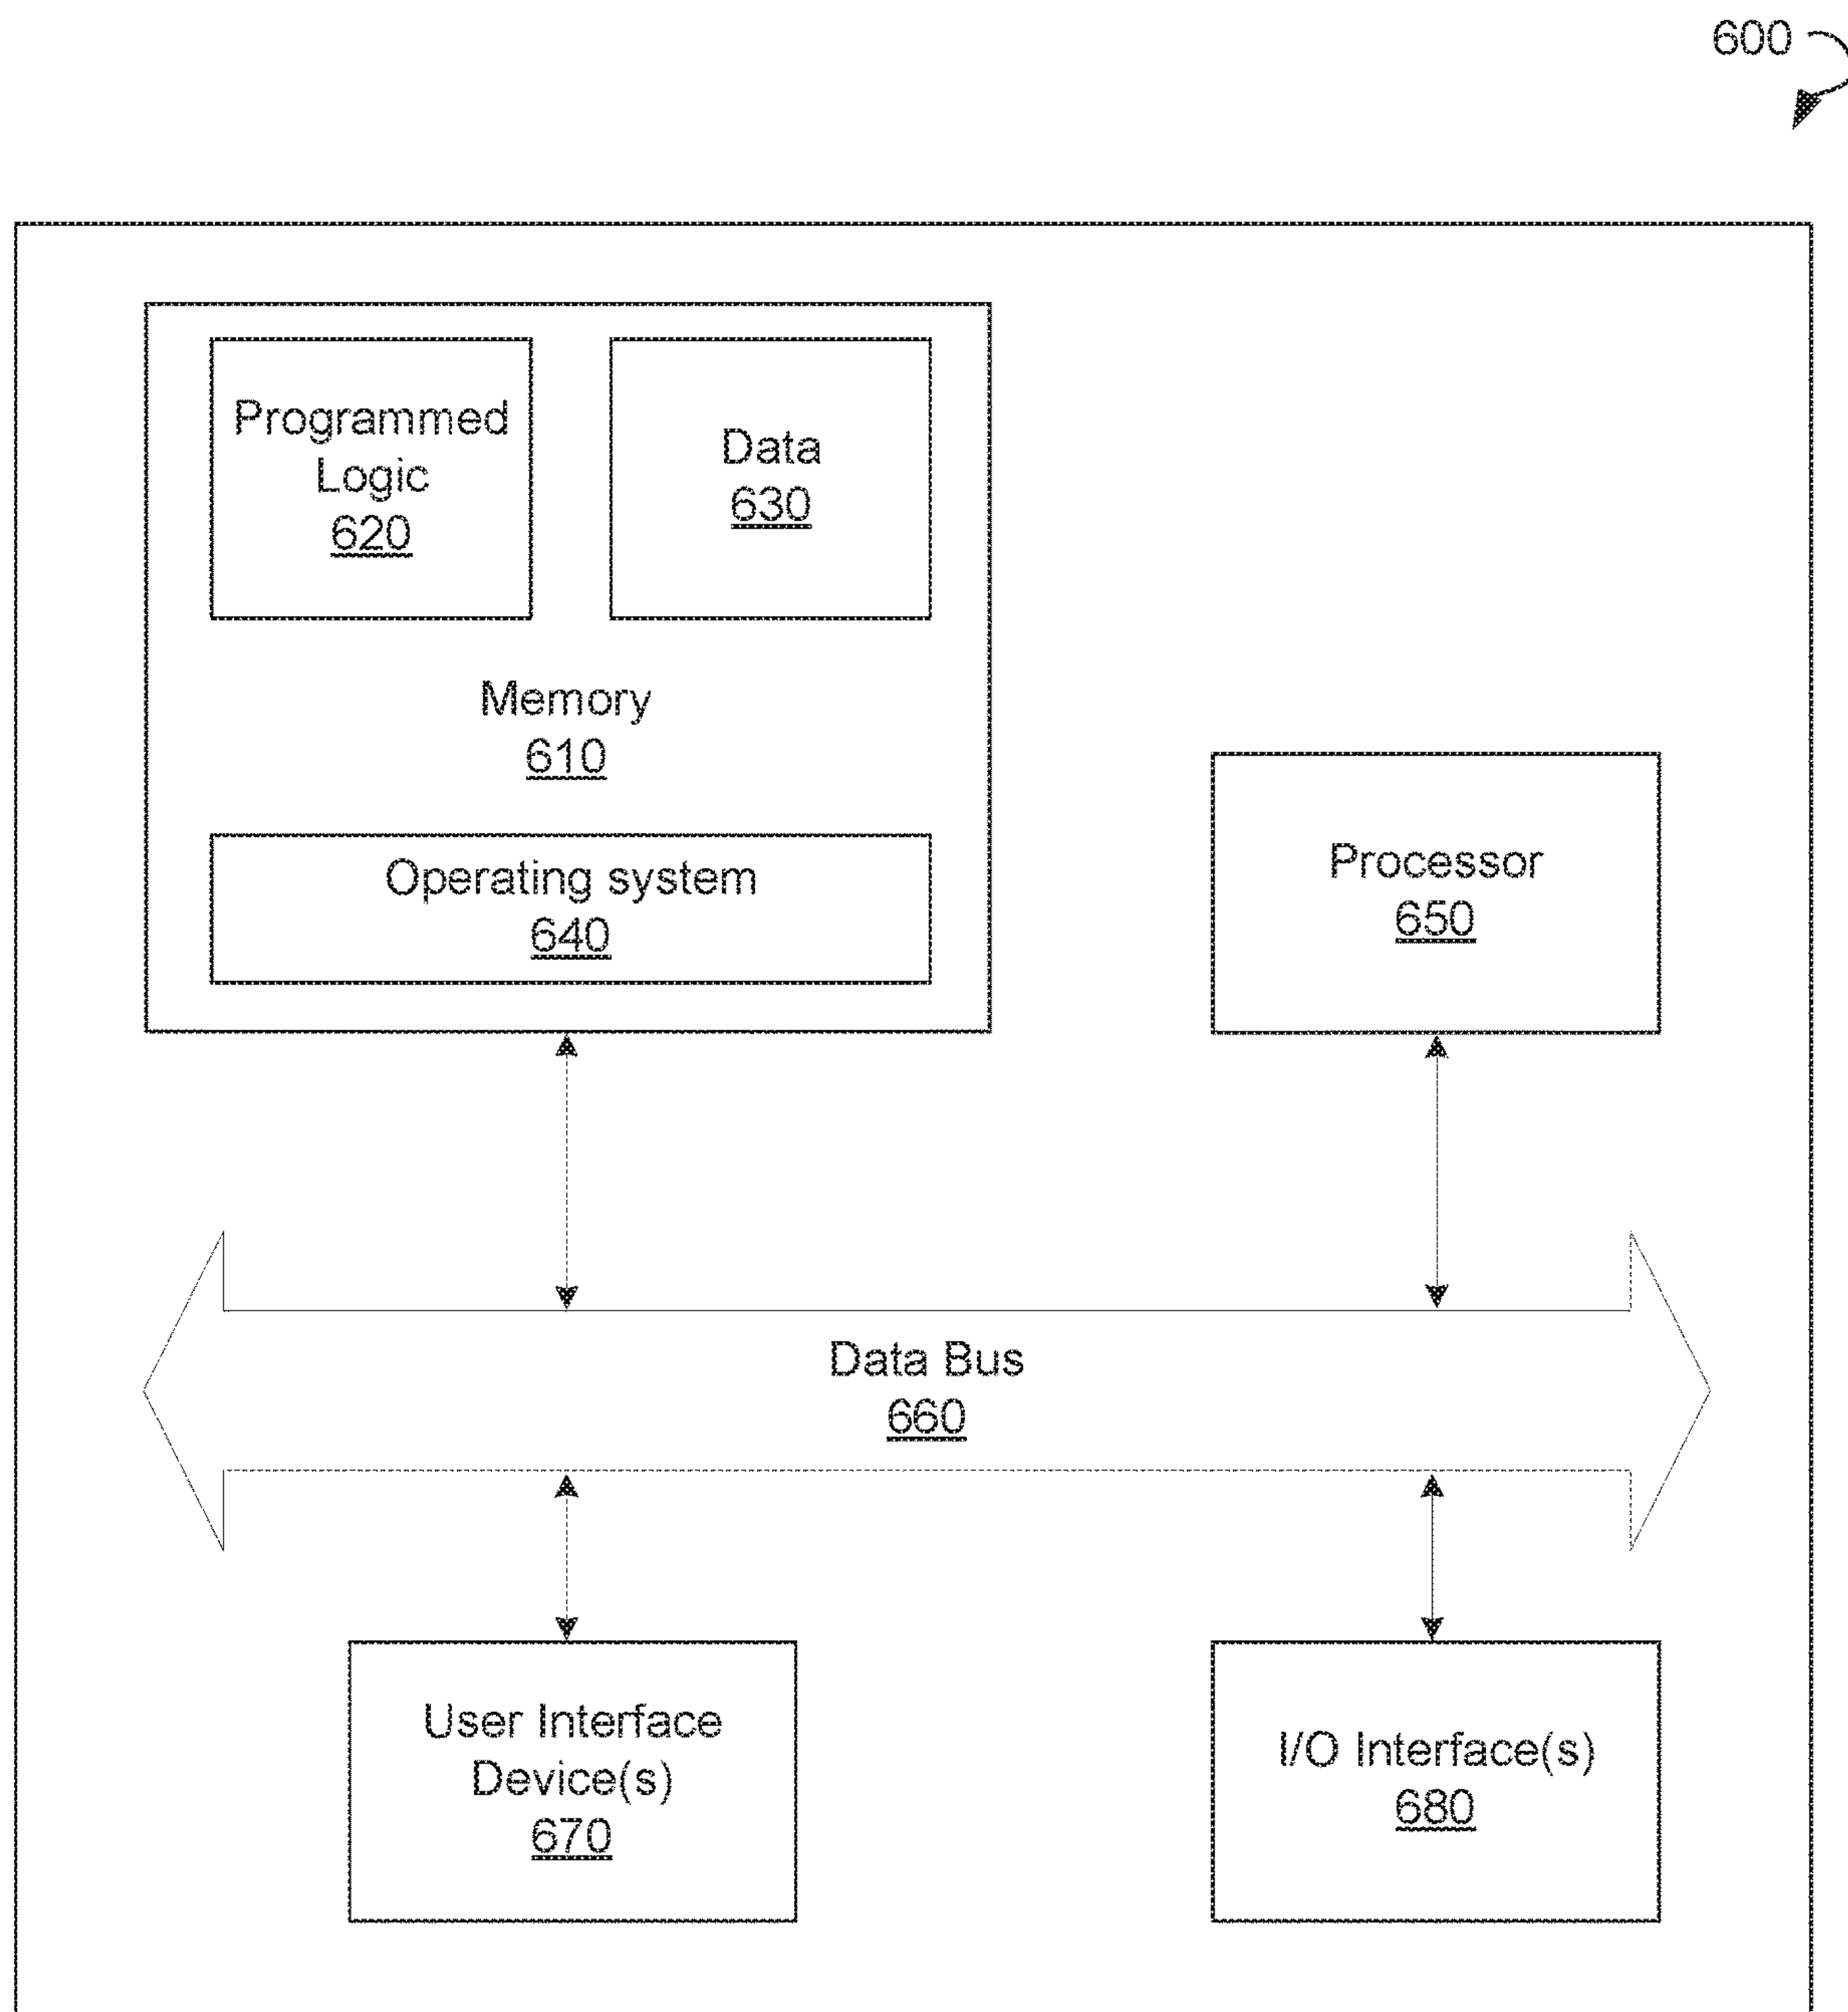 600
Programmed
Logic
620
Data
630
Memory
610
Operating system
640
Processor
650
Data Bus
660
User Interface
Device(s)
670
I/O Interface(s)
680